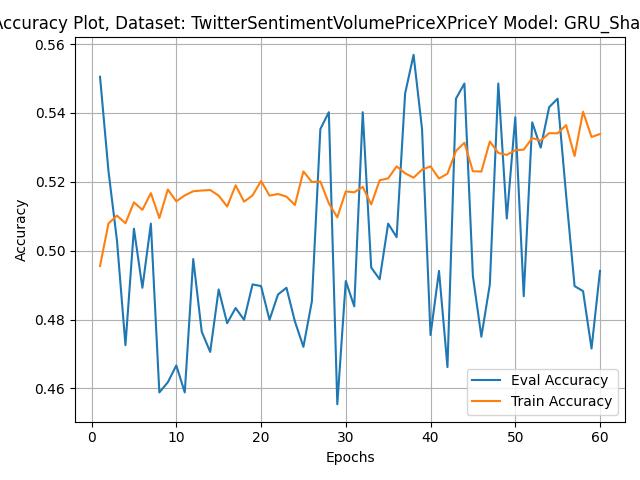 Accuracy Plot, Dataset: TwitterSentimentVolumePriceXPriceY Model: GRU_Sha
0.56
0.54
0.52
0.50
0.48
0.46
Accuracy
Eval Accuracy
Train Accuracy
0 10 20 30 40 50 60
Epochs